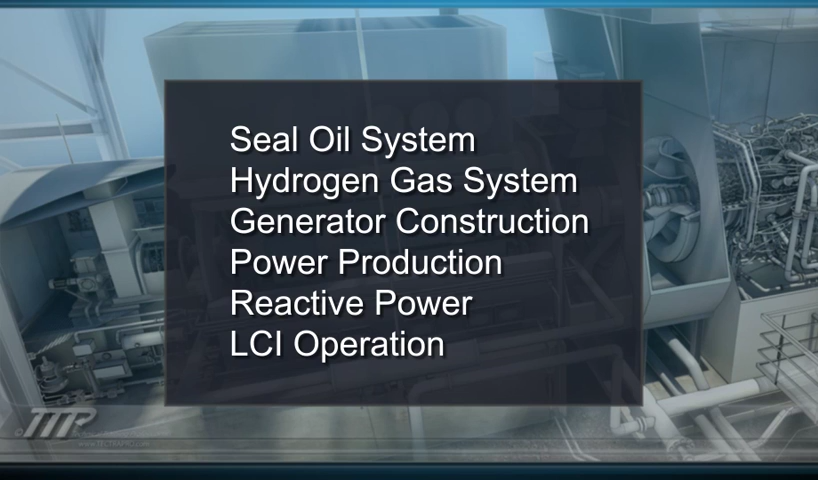 Seal Oil System
Hydrogen Gas System
Generator Construction
Power Production
Reactive Power
LCI Operation